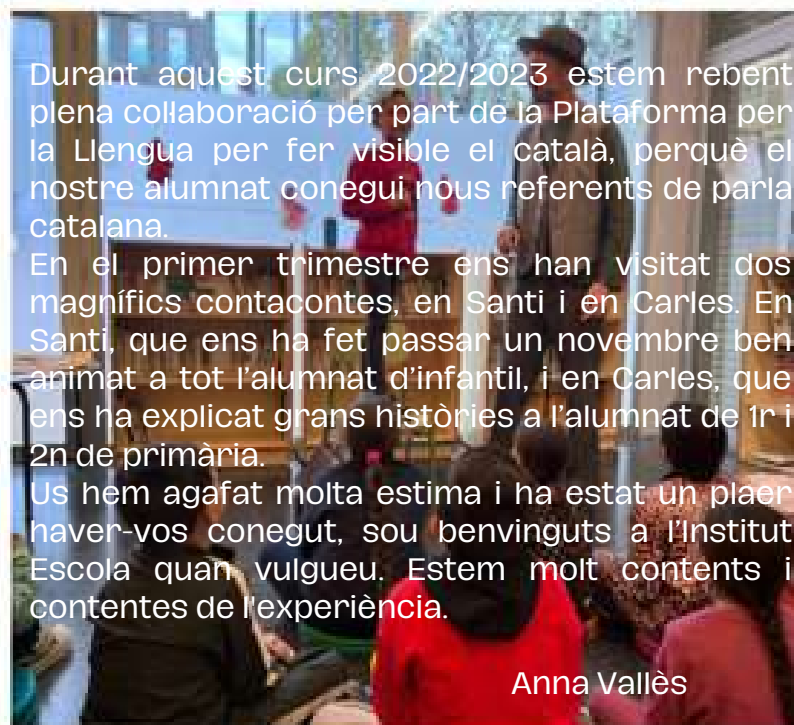 Durant aquest curs 2022/2023 estem rebent
plena col·laboració per part de la Plataforma per
la Llengua per fer visible el català, perquè el
nostre alumnat conegui nous referents de parla
catalana.
En el primer trimestre ens han visitat dos
magnífics contacontes, en Santi i en Carles. En
Santi, que ens ha fet passar un novembre ben
animat a tot l'alumnat d'infantil, i en Carles, que
ens ha explicat grans històries a l'alumnat de 1r i
2n de primària.
Us hem agafat molta estima i ha estat un plaer
haver-vos conegut, sou benvinguts a l'Institut
Escola quan vulgueu. Estem molt contents i
contentes de l'experiència.
Anna Vallès